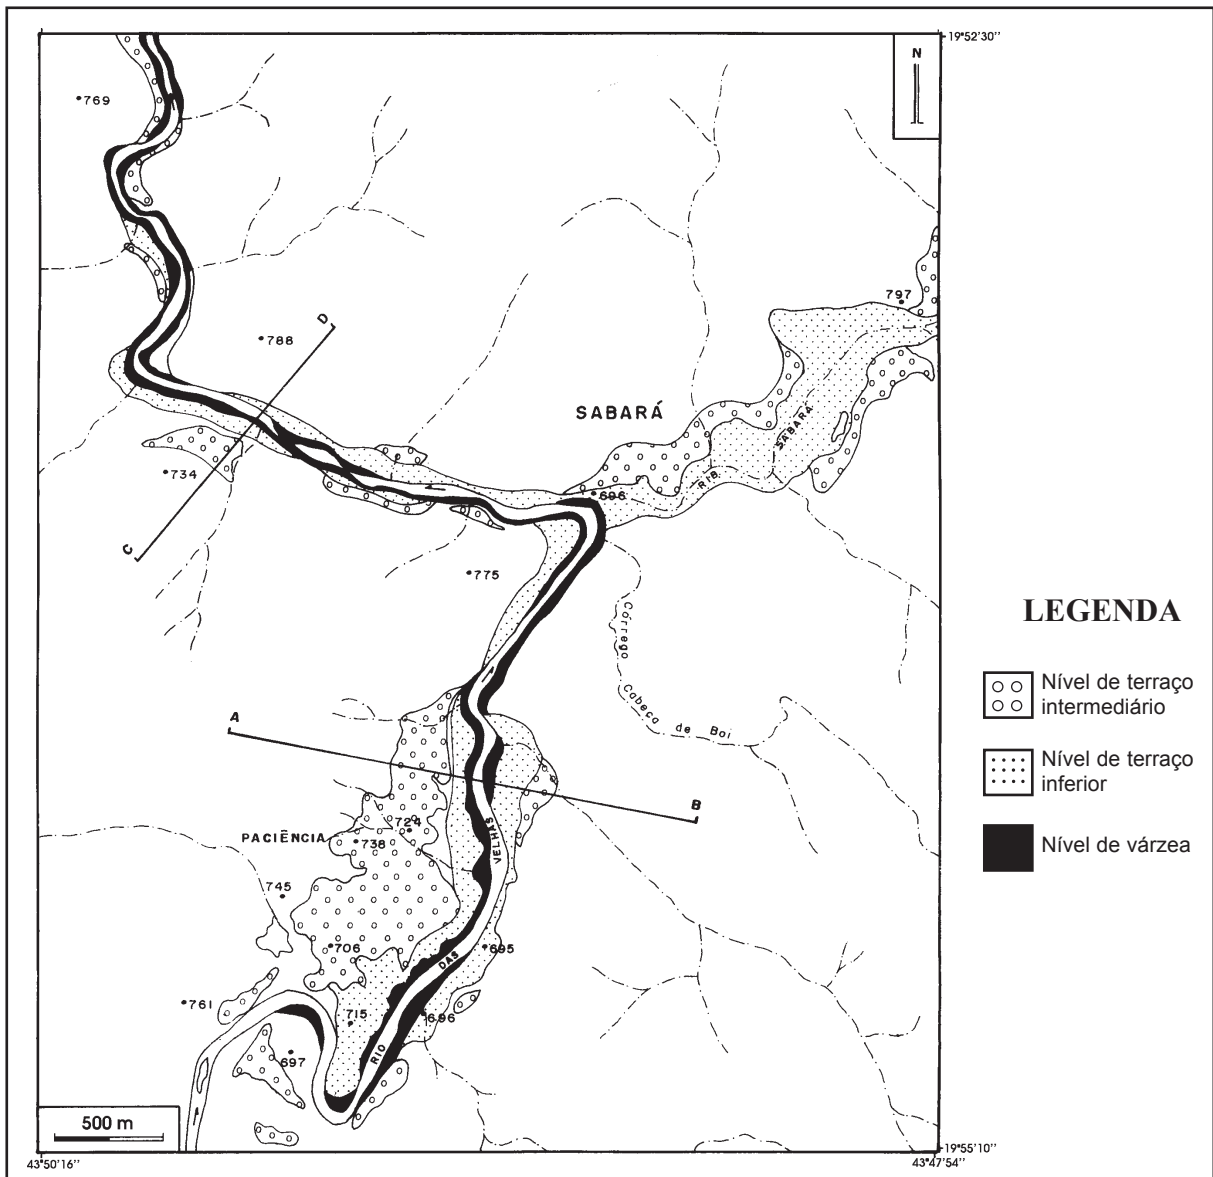 19°52'30''
N
769
797
D
788
SABARÁ
SABARÁ
734
RIB.
696
C
775
LEGENDA
Córrego
Nível de terraço
intermediário
Cabeça de Boi
A
Nível de terraço
inferior
B
724
VELHAS
PACIÊNCIA
738
Nível de várzea
745
706
695
DAS
761
715
696
RIO
697
500 m
19°55'10''
43°50'16''
43°47'54''